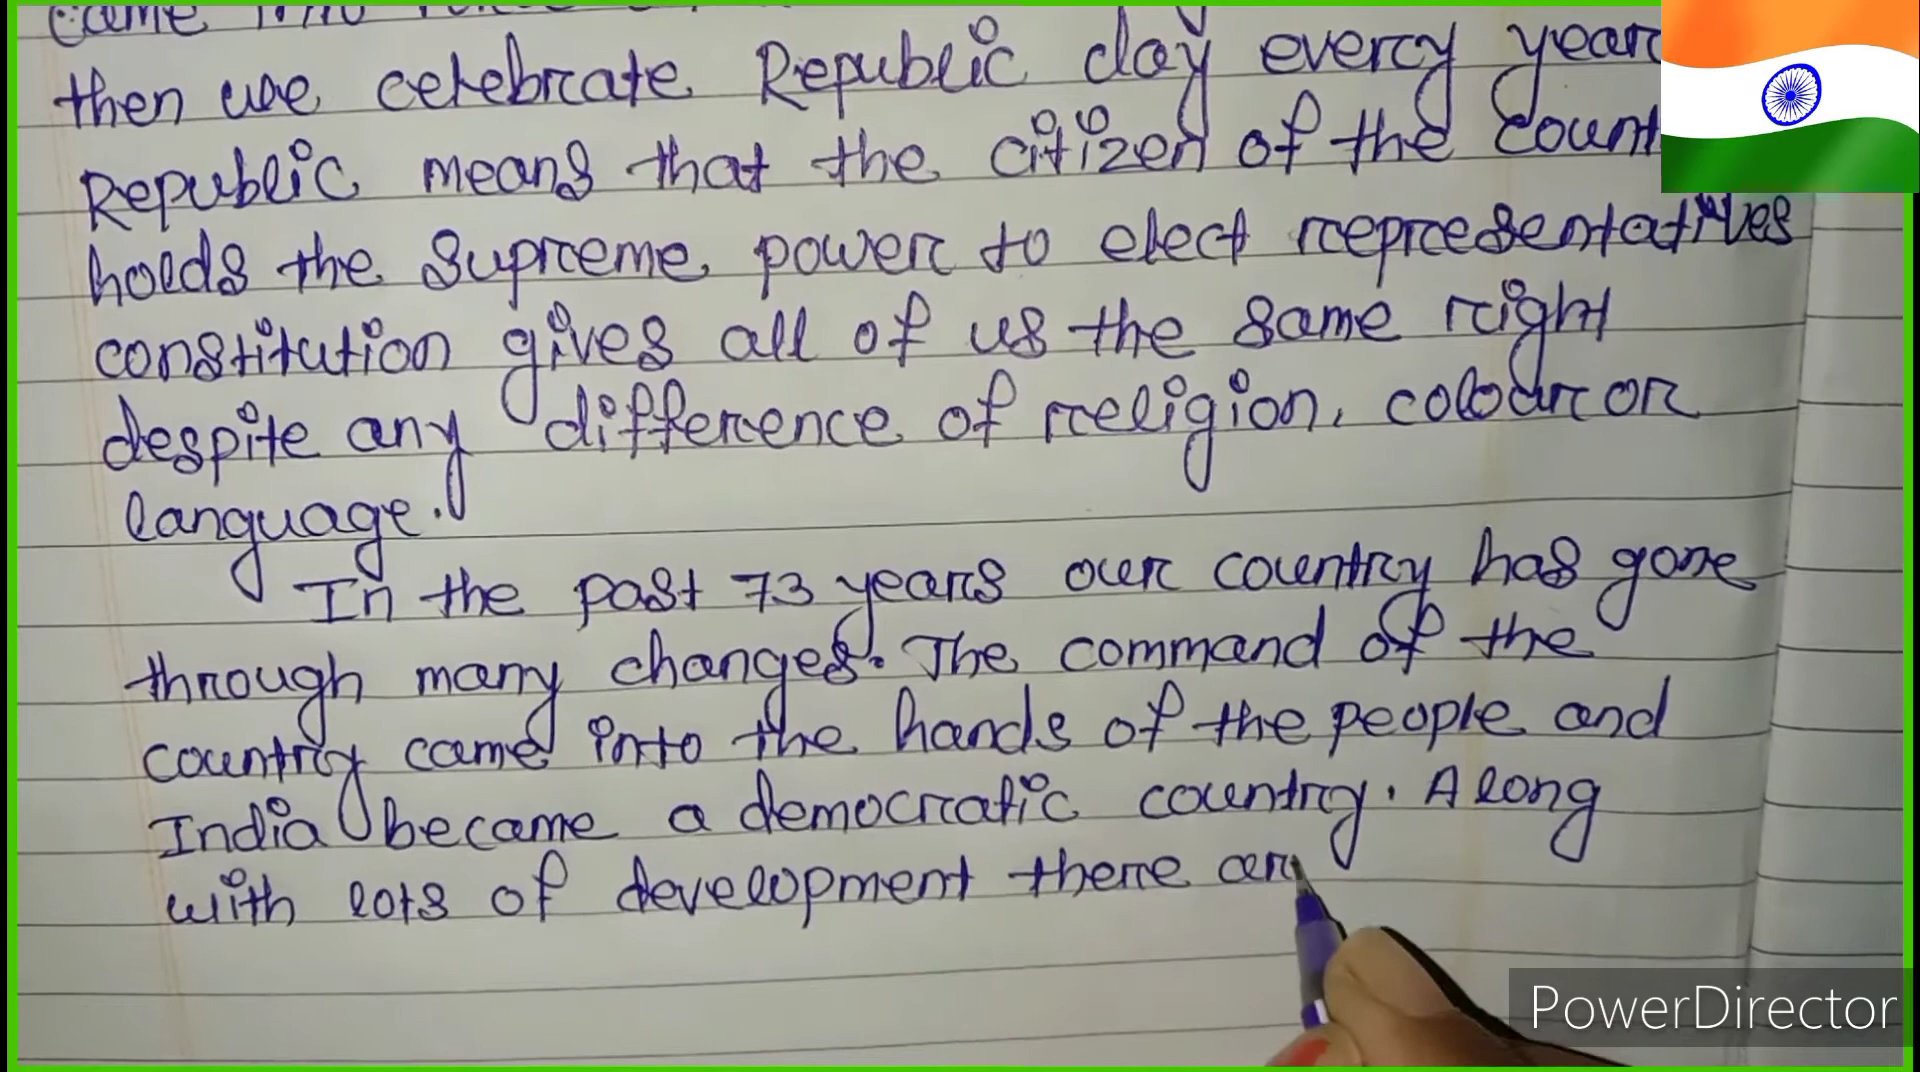 came into
then we celebrate Republic day every year
Republic means that the citizen of the
holds the supreme power to elect representatives
constitution gives all of us the same right
despite any difference of religion, colour or
language.
In the past 73 years our country has gone
through many changes. The command of the
country came into the hands of the people and
India became a democratic country. Along
with lots of development there
PowerDirector